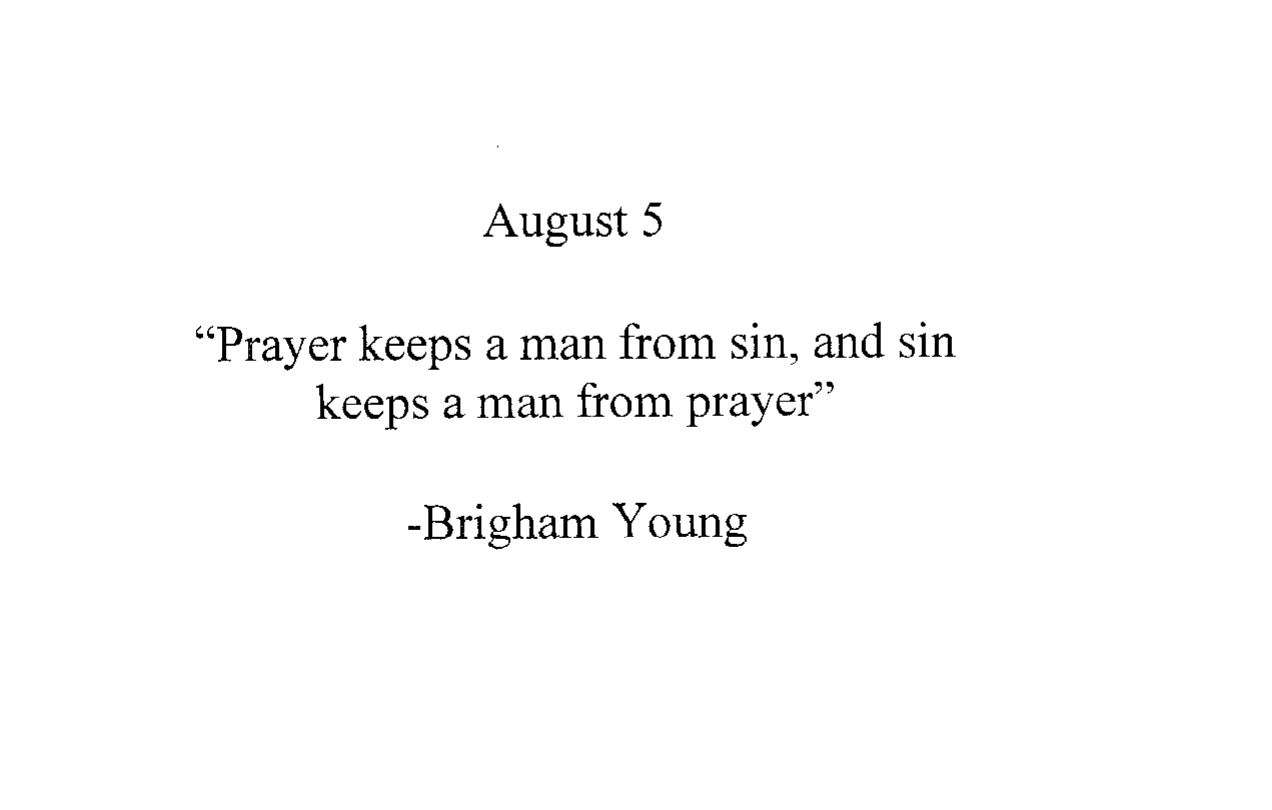 August 5
“Prayer keeps a man from sin, and sin
keeps a man from prayer”
-Brigham Young